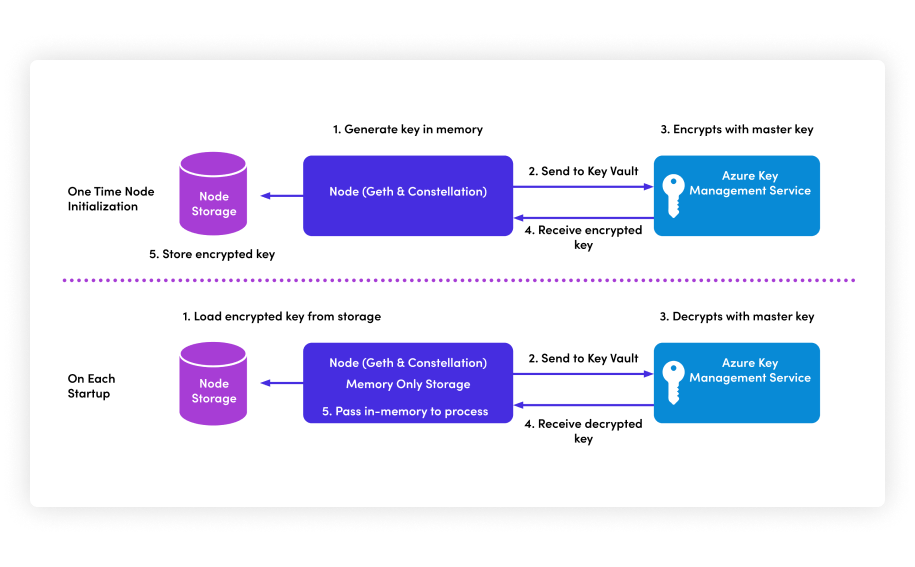 1. Generate key in memory
3. Encrypts with master key
One Time Node
Initialization
Node
Storage
Node (Geth & Constellation)
2. Send to Key Vault
Azure Key
Management Service
4. Receive encrypted
key
5. Store encrypted key
1. Load encrypted key from storage
3. Decrypts with master key
On Each
Startup
Node
Storage
Node (Geth & Constellation)
Memory Only Storage
5. Pass in-memory to process
2. Send to Key Vault
Azure Key
Management Service
4. Receive decrypted
key